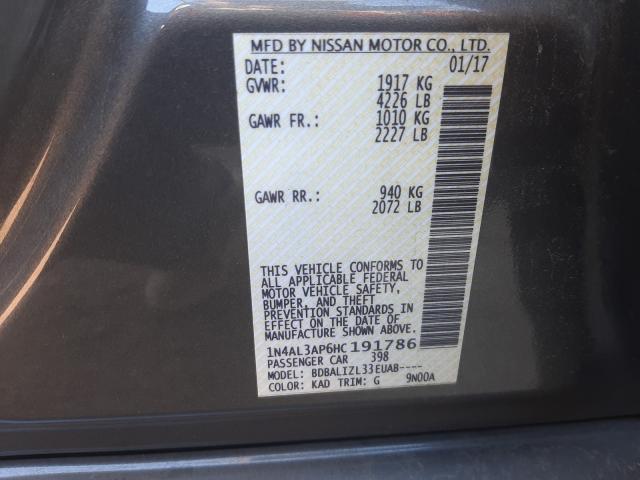 MFD BY NISSAN MOTOR CO., LTD.
DATE: 01/17
GVWR: 1917 KG
4226 LB
GAWR FR.: 1010 KG
2227 LB
GAWR RR.: 940 KG
2072 LB
THIS VEHICLE CONFORMS TO
ALL APPLICABLE FEDERAL
MOTOR VEHICLE SAFETY,
BUMPER, AND THEFT
PREVENTION STANDARDS IN
EFFECT ON THE DATE OF
MANUFACTURE SHOWN ABOVE.
1N4AL3AP6HC191786
PASSENGER CAR 398
MODEL: BDBALIZL33EUAB----
COLOR: KAD TRIM: G 9N00A